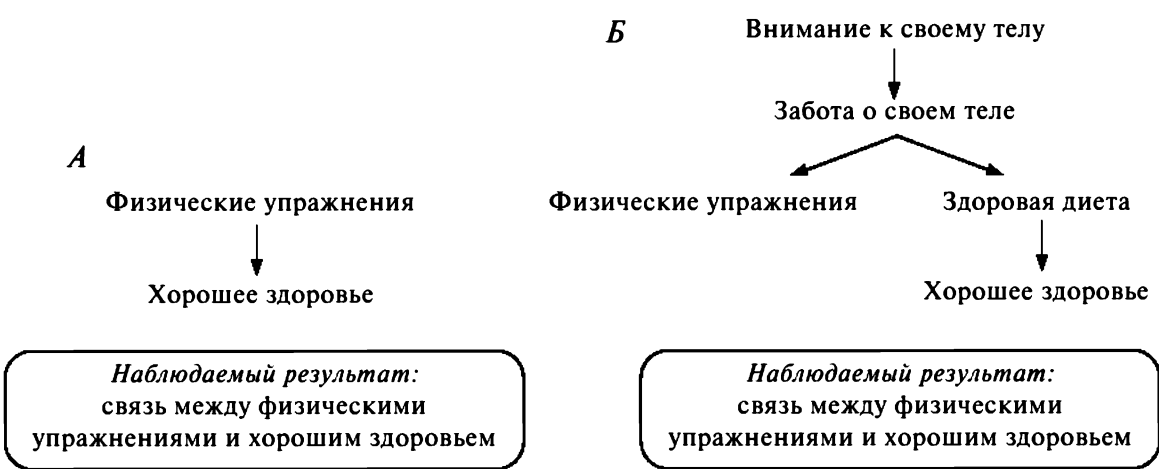 А
Физические упражнения
Хорошее здоровье
Наблюдаемый результат:
связь между физическими
упражнениями и хорошим здоровьем
Б
Внимание к своему телу
Забота о своем теле
Физические упражнения
Здоровая диета
Хорошее здоровье
Наблюдаемый результат:
связь между физическими
упражнениями и хорошим здоровьем